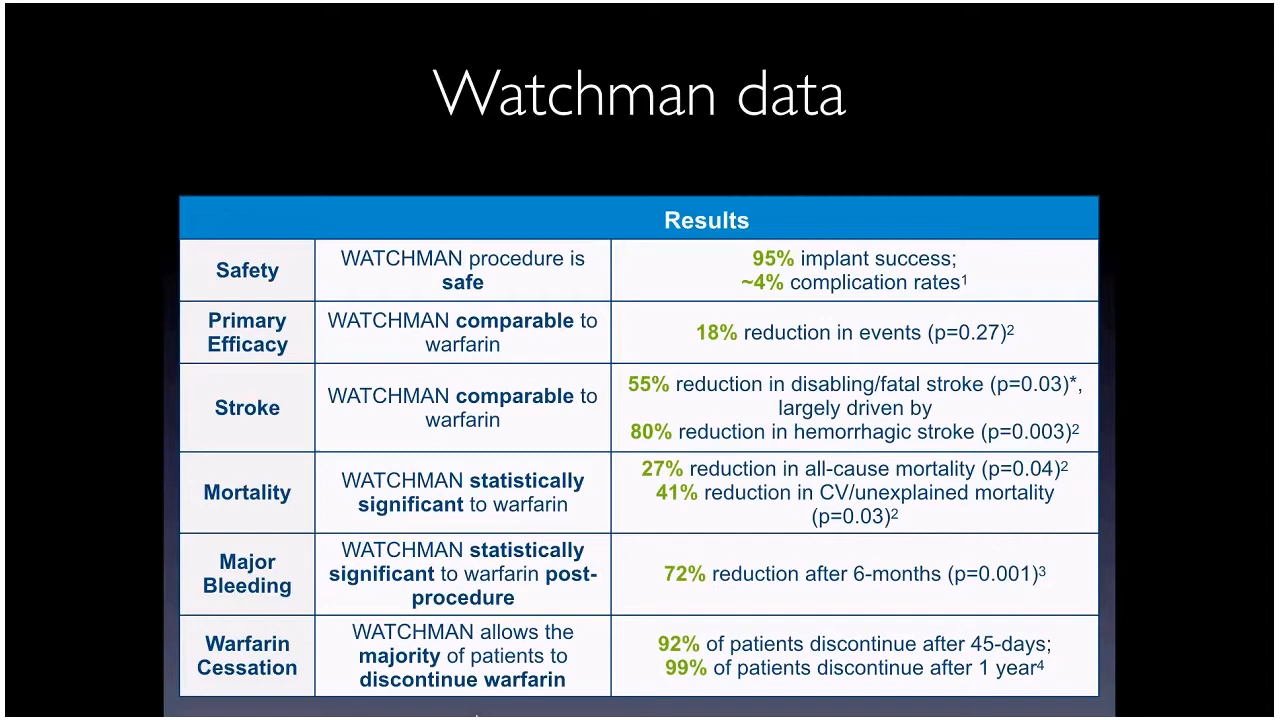 Watchman data
Results
Safety
WATCHMAN procedure is
safe
95% implant success;
~4% complication rates¹
Primary
Efficacy
WATCHMAN comparable to
warfarin
18% reduction in events (p=0.27)²
Stroke
WATCHMAN comparable to
warfarin
55% reduction in disabling/fatal stroke (p=0.03)*,
largely driven by
80% reduction in hemorrhagic stroke (p=0.003)²
Mortality
WATCHMAN statistically
significant to warfarin
27% reduction in all-cause mortality (p=0.04)²
41% reduction in CV/unexplained mortality
(p=0.03)²
Major
Bleeding
WATCHMAN statistically
significant to warfarin post-
procedure
72% reduction after 6-months (p=0.001)³
Warfarin
Cessation
WATCHMAN allows the
majority of patients to
discontinue warfarin
92% of patients discontinue after 45-days;
99% of patients discontinue after 1 year⁴